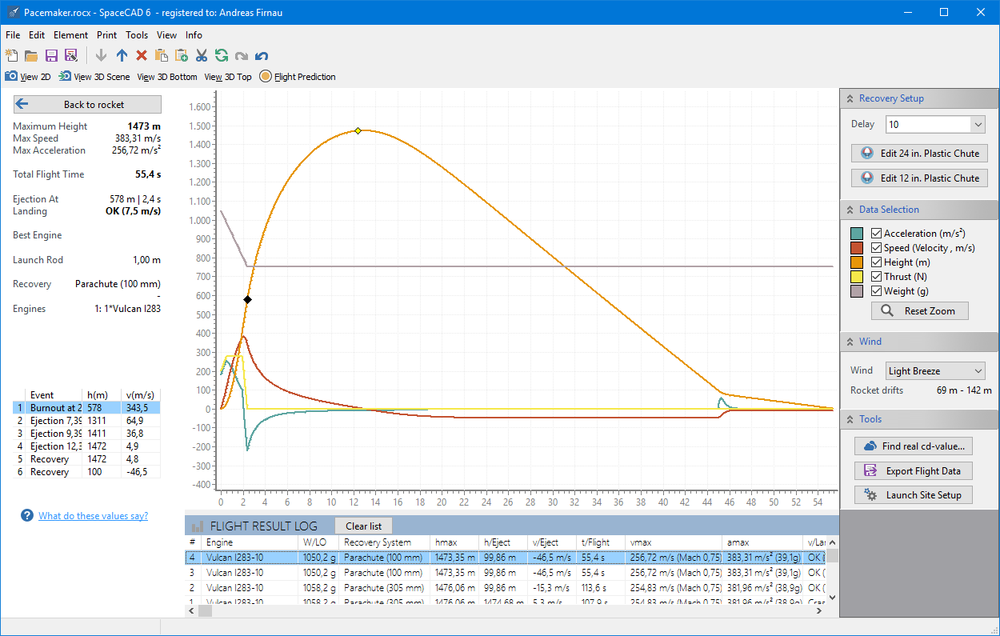 Pacemaker.rocx - SpaceCAD 6 - registered to: Andreas Firnau
File Edit Element Print Tools View Info
View 2D View 3D Scene View 3D Bottom View 3D Top Flight Prediction
Back to rocket
Maximum Height 1473 m
Max Speed 383,31 m/s
Max Acceleration 256,72 m/s²
Total Flight Time 55,4 s
Ejection At 578 m | 2,4 s
Landing OK (7,5 m/s)
Best Engine
Launch Rod 1,00 m
Recovery Parachute (100 mm)
-
Engines 1: 1*Vulcan I283
Event h(m) v(m/s)
1 Burnout at 2 578 343,5
2 Ejection 7,39 1311 64,9
3 Ejection 9,39 1411 36,8
4 Ejection 12,3 1472 4,9
5 Recovery 1472 4,8
6 Recovery 100 -46,5
? What do these values say?
1.600
1.500
1.400
1.300
1.200
1.100
1.000
900
800
700
600
500
400
300
200
100
0
-100
-200
-300
-400
0 2 4 6 8 10 12 14 16 18 20 22 24 26 28 30 32 34 36 38 40 42 44 46 48 50 52 54
FLIGHT RESULT LOG Clear list
# Engine W/LO Recovery System hmax h/Eject v/Eject t/Flight vmax amax v/Lan
4 Vulcan I283-10 1050,2 g Parachute (100 mm) 1473,35 m 99,86 m -46,5 m/s 55,4 s 256,72 m/s (Mach 0,75) 383,31 m/s² (39,1g) OK (
3 Vulcan I283-10 1050,2 g Parachute (100 mm) 1473,35 m 99,86 m -46,5 m/s 55,4 s 256,72 m/s (Mach 0,75) 383,31 m/s² (39,1g) OK (
2 Vulcan I283-10 1058,2 g Parachute (305 mm) 1476,06 m 99,86 m -15,3 m/s 113,6 s 254,83 m/s (Mach 0,75) 381,96 m/s² (38,9g) OK (
1 Vulcan I283-10 1058,2 g Parachute (305 mm) 1476,06 m 1474,68 m 5,3 m/s 107,9 s 254,83 m/s (Mach 0,75) 381,96 m/s² (38,9g) Cras
Recovery Setup
Delay 10
Edit 24 in. Plastic Chute
Edit 12 in. Plastic Chute
Data Selection
Acceleration (m/s²)
Speed (Velocity , m/s)
Height (m)
Thrust (N)
Weight (g)
Reset Zoom
Wind
Wind Light Breeze
Rocket drifts 69 m - 142 m
Tools
Find real cd-value...
Export Flight Data
Launch Site Setup